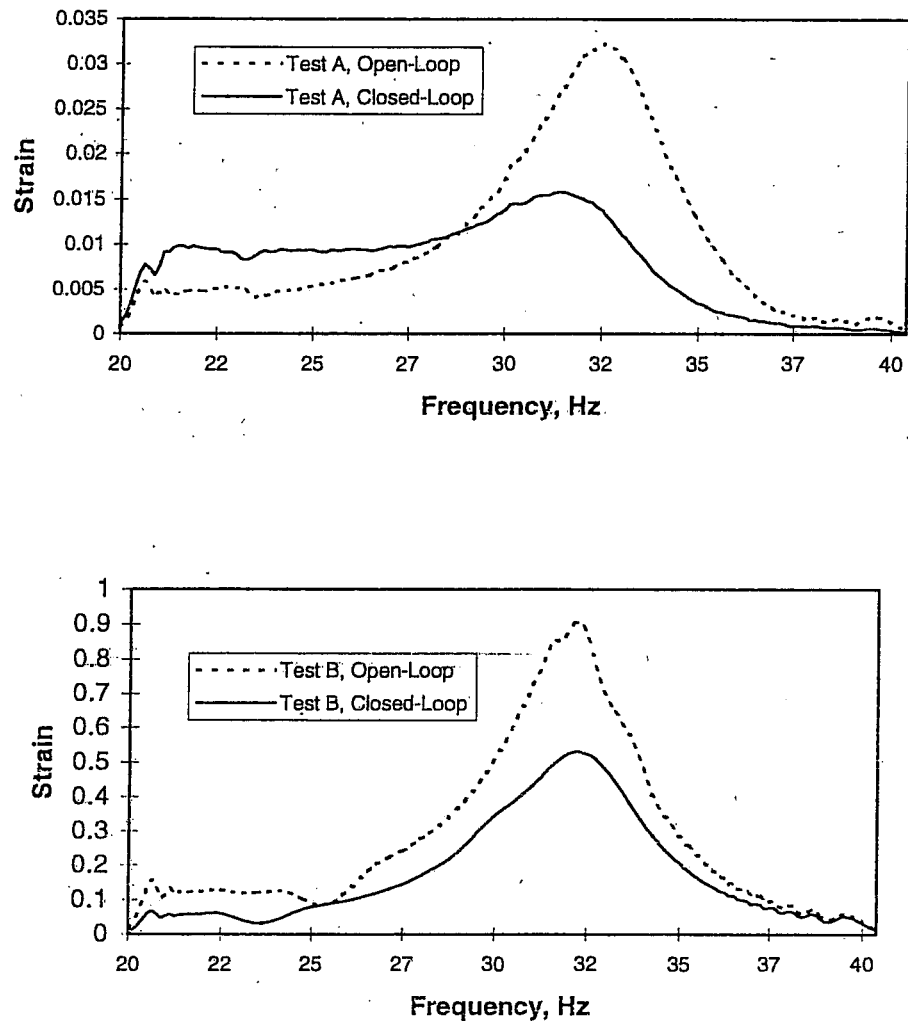 0.035
0.03
0.025
0.02
0.015
0.01
0.005
0
Strain
Test A, Open-Loop
Test A, Closed-Loop
20 22 25 27 30 32 35 37 40
Frequency, Hz
1
0.9
0.8
0.7
0.6
0.5
0.4
0.3
0.2
0.1
0
Strain
Test B, Open-Loop
Test B, Closed-Loop
20 22 25 27 30 32 35 37 40
Frequency, Hz